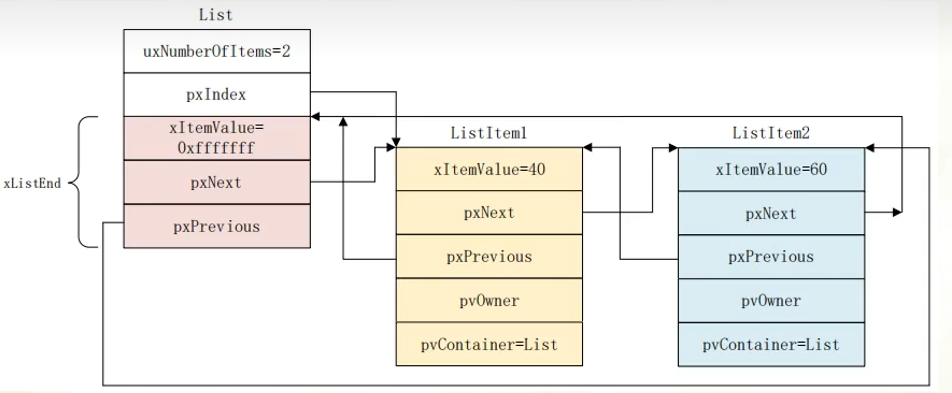 List
uxNumberOfItems=2
pxIndex
xItemValue=
0xfffffff
pxNext
pxPrevious
xListEnd
ListItem1
xItemValue=40
pxNext
pxPrevious
pvOwner
pvContainer=List
ListItem2
xItemValue=60
pxNext
pxPrevious
pvOwner
pvContainer=List